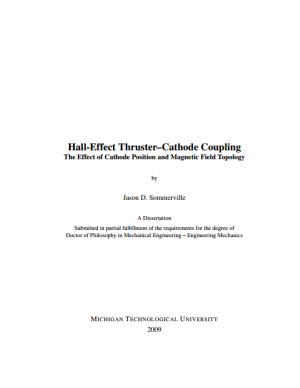 Hall-Effect Thruster–Cathode Coupling
The Effect of Cathode Position and Magnetic Field Topology
by
Jason D. Sommerville
A Dissertation
Submitted in partial fulfillment of the requirements for the degree of
Doctor of Philosophy in Mechanical Engineering – Engineering Mechanics
MICHIGAN TECHNOLOGICAL UNIVERSITY
2009